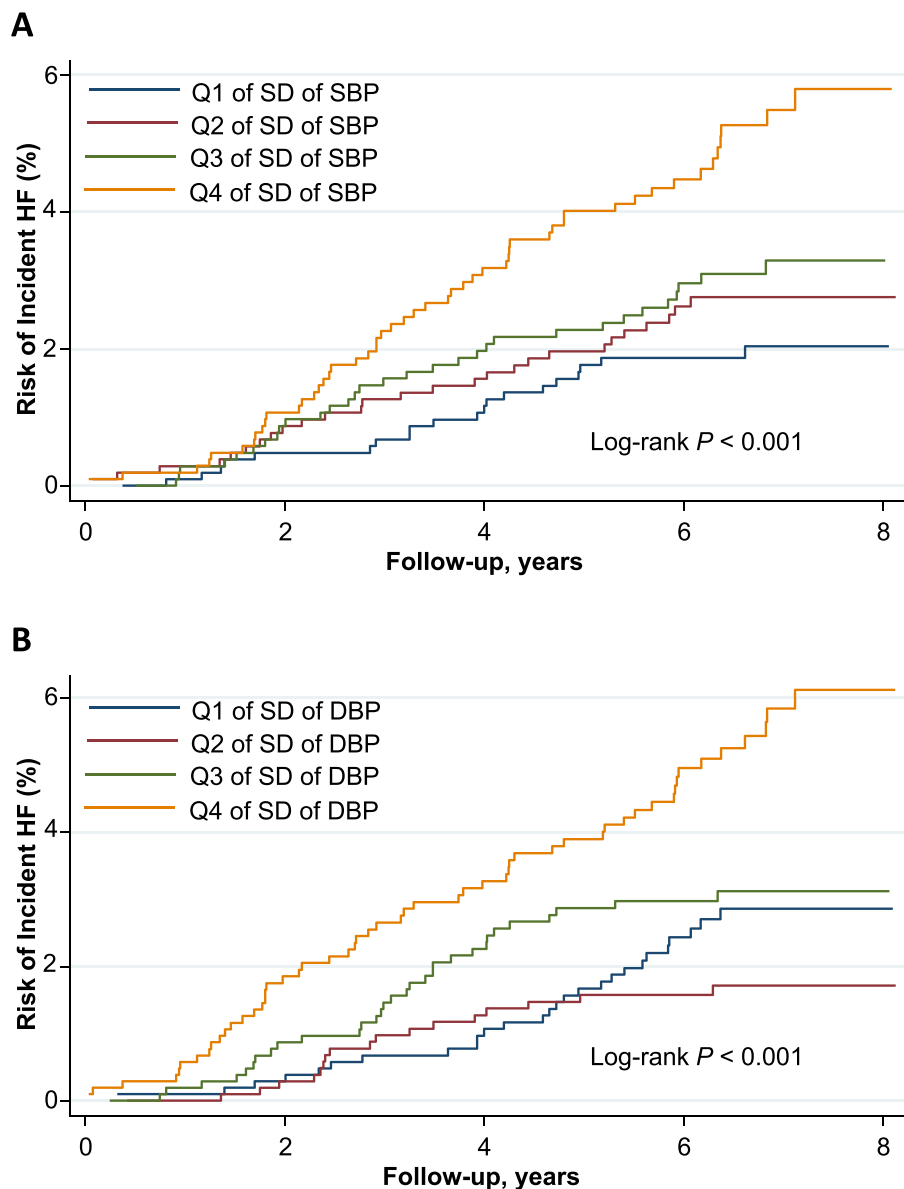 A
6
4
2
0
Risk of Incident HF (%)
Q1 of SD of SBP
Q2 of SD of SBP
Q3 of SD of SBP
Q4 of SD of SBP
Log-rank P < 0.001
0 2 4 6 8
Follow-up, years
B
6
4
2
0
Risk of Incident HF (%)
Q1 of SD of DBP
Q2 of SD of DBP
Q3 of SD of DBP
Q4 of SD of DBP
Log-rank P < 0.001
0 2 4 6 8
Follow-up, years